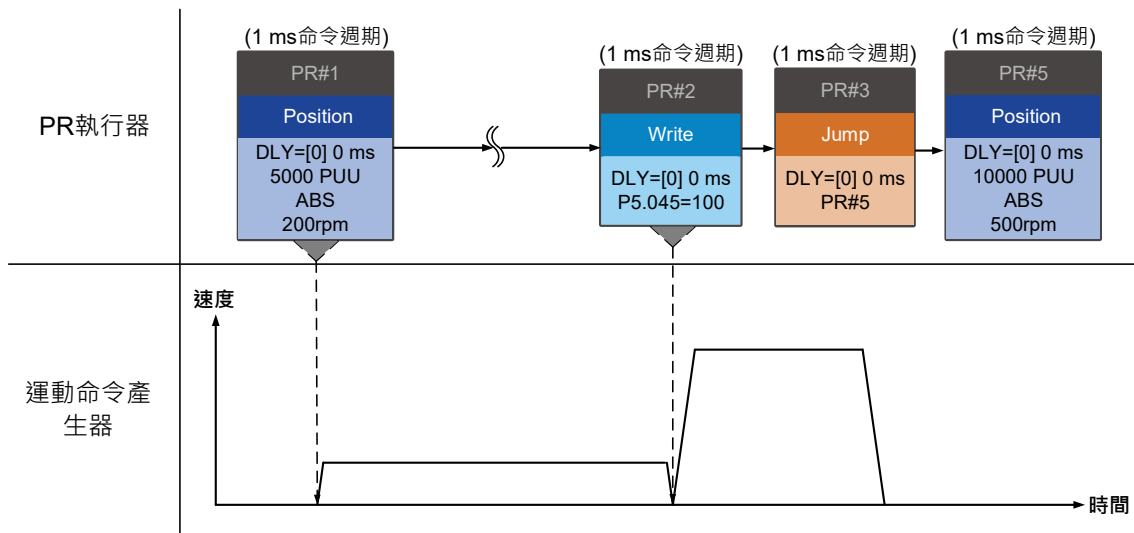 PR執行器
(1 ms命令週期)
PR#1
Position
DLY=[0] 0 ms
5000 PUU
ABS
200rpm
(1 ms命令週期)
PR#2
Write
DLY=[0] 0 ms
P5.045=100
(1 ms命令週期)
PR#3
Jump
DLY=[0] 0 ms
PR#5
(1 ms命令週期)
PR#5
Position
DLY=[0] 0 ms
10000 PUU
ABS
500rpm
運動命令產
生器
速度
時間